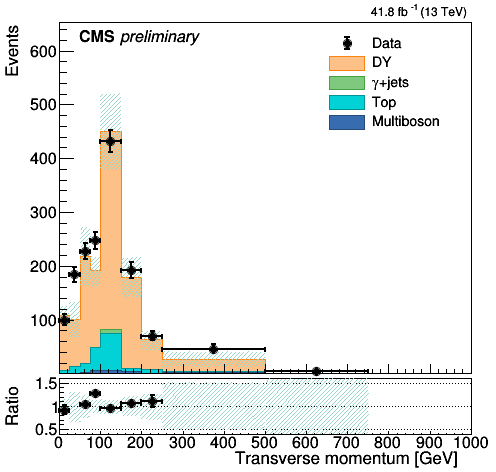 41.8 fb⁻¹ (13 TeV)
CMS preliminary
Events
600
500
400
300
200
100
Data
DY
γ+jets
Top
Multiboson
Ratio
1.5
1
0.5
0 100 200 300 400 500 600 700 800 900 1000
Transverse momentum [GeV]